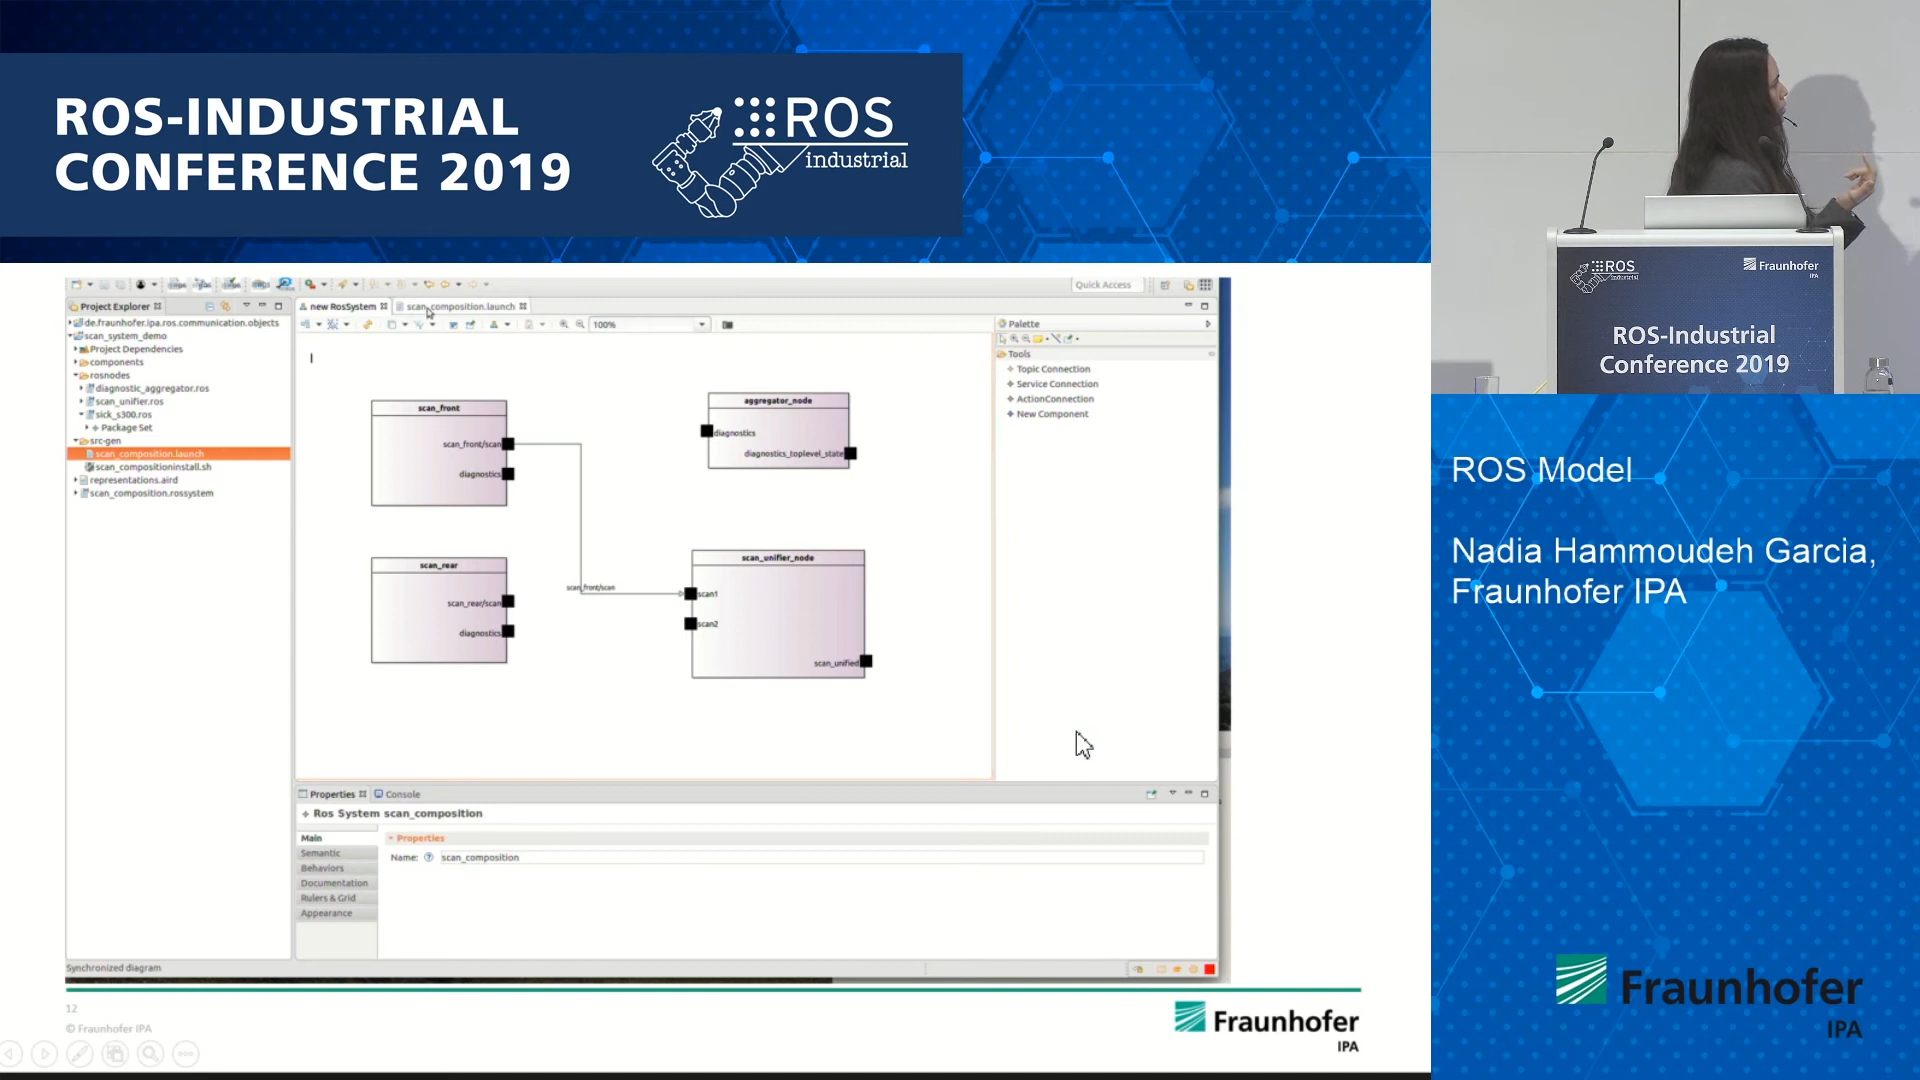 ROS-INDUSTRIAL
CONFERENCE 2019
ROS
industrial
Quick Access
Project Explorer
new RosSystem
scan_composition.launch
de.fraunhofer.ipa.ros.communication.objects
scan_system_demo
Project Dependencies
components
rosnodes
diagnostic_aggregator.ros
scan_unifier.ros
sick_s300.ros
Package Set
src-gen
scan_composition.launch
scan_compositioninstall.sh
representations.aird
scan_composition.rossystem
100%
scan_front
scan_front/scan
diagnostics
aggregator_node
diagnostics
diagnostics_toplevel_state
scan_rear
scan_rear/scan
diagnostics
scan_front/scan
scan_unifier_node
scan1
scan2
scan_unified
Palette
Tools
Topic Connection
Service Connection
ActionConnection
New Component
Properties
Console
Ros System scan_composition
Main
Semantic
Behaviors
Documentation
Rulers & Grid
Appearance
Properties
Name:
scan_composition
Synchronized diagram
12
© Fraunhofer IPA
Fraunhofer
IPA
ROS
industrial
Fraunhofer
IPA
ROS-Industrial
Conference 2019
ROS Model
Nadia Hammoudeh Garcia,
Fraunhofer IPA
Fraunhofer
IPA